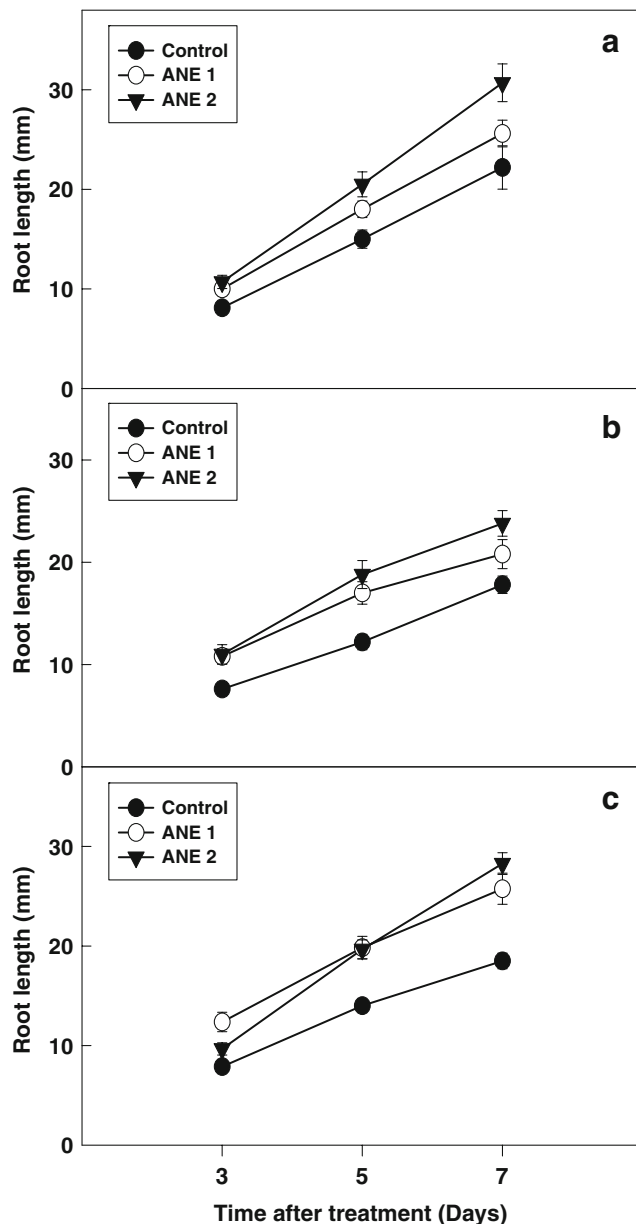 a
Control
ANE 1
ANE 2
Root length (mm)
30
20
10
0
b
Control
ANE 1
ANE 2
Root length (mm)
30
20
10
0
c
Control
ANE 1
ANE 2
Root length (mm)
30
20
10
0
3 5 7
Time after treatment (Days)